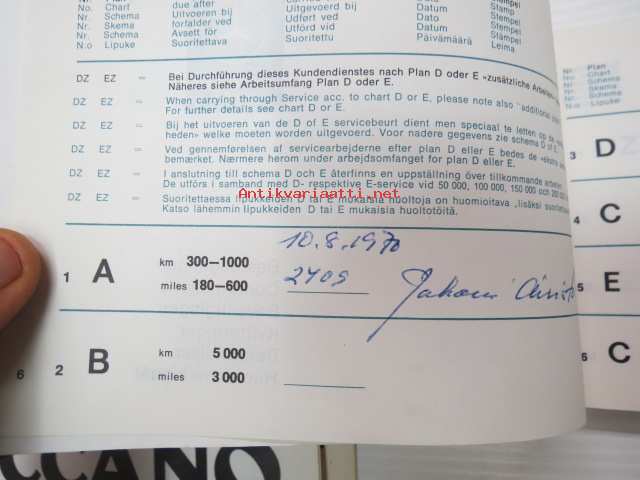 No. Chart due after
Nr. Schema Uitvoeren bij Uitgevoerd by Datum Stempel
Nr. Skema forfalder ved Udført ved Dato Stempel
Nr. Schema Avsett för Utförd vid Datum Stämpel
N:o Lipuke Suoritettava Suoritettu Päivämäärä Leima
DZ EZ = Bei Durchführung dieses Kundendienstes nach Plan D oder E »zusätzliche Arbeiten
Näheres siehe Arbeitsumfang Plan D oder E.
DZ EZ = When carrying through Service acc. to chart D or E, please note also "additional
For further details see chart D or E.
DZ EZ = Bij het uitvoeren van de D of E servicebeurt dient men speciaal te letten op de
heden» welke moeten worden uitgevoerd. Voor nadere gegevens zie schema D of E.
DZ EZ = Ved gennemførelsen af servicearbejderne efter plan D eller E bedes de
bemærket. Nærmere herom under arbejdsomfanget for plan D eller E.
DZ EZ = I anslutning till schema D och E återfinns en uppställning över tillkommande arbeten
De utförs i samband med D- respektive E-service vid 50 000, 100 000, 150 000 och 200 000
DZ EZ = Suoritettaessa lipukkeiden D tai E mukaisia huoltoja on huomioitava
Katso lähemmin lipukkeiden D tai E mukaisia huoltotöitä.
Antikvariaatti.net
10.8.1970
1 A km 300—1000
miles 180—600 2409
6 2 B km 5 000
miles 3 000
Nr. Plan
No. Chart
Nr. Schema
Nr. Skema
Nr. Schema
N:o Lipuke
3 D
4 C
5 E
6 C
CCANO